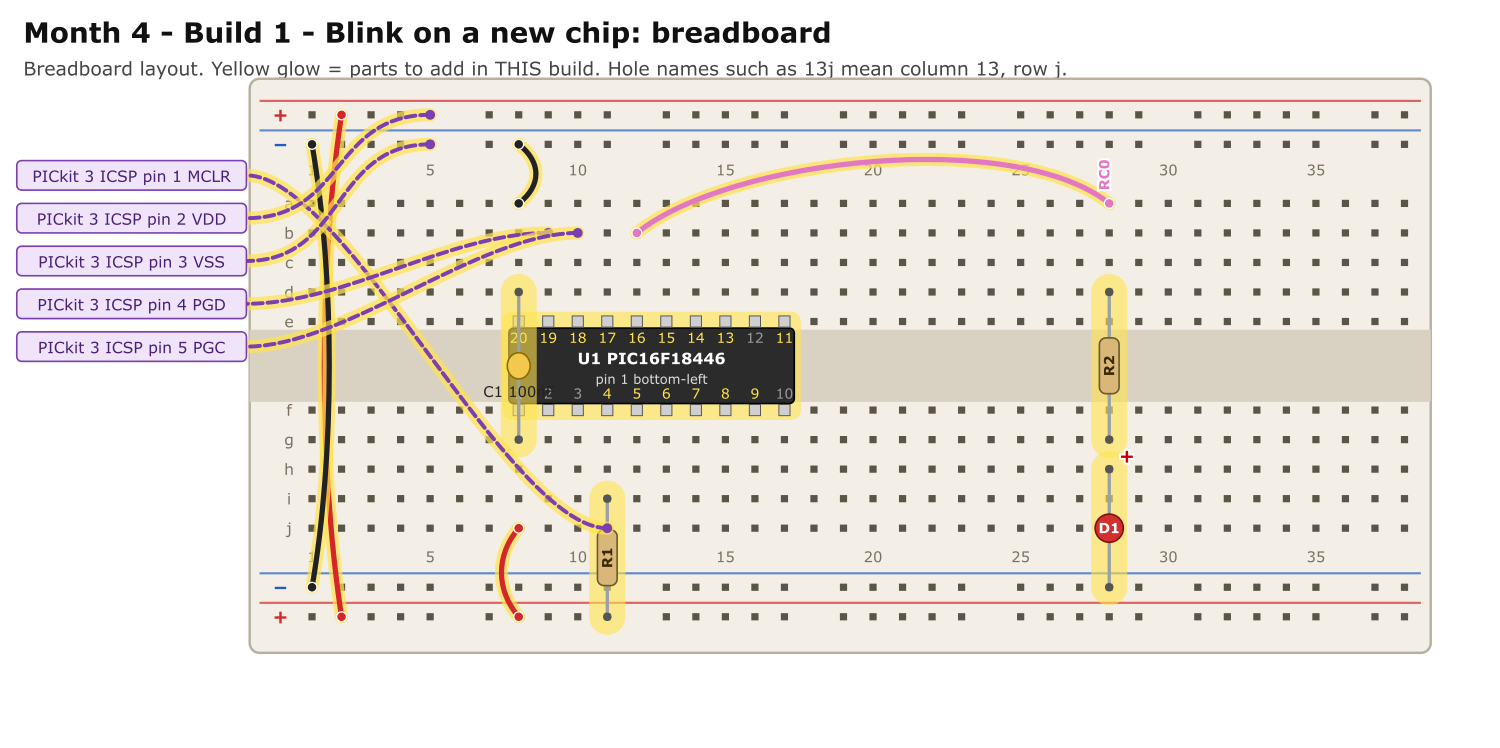 Month 4 - Build 1 - Blink on a new chip: breadboard
Breadboard layout. Yellow glow = parts to add in THIS build. Hole names such as 13j mean column 13, row j.
+
−
5 10 15 20 25 30 35
PICkit 3 ICSP pin 1 MCLR
PICkit 3 ICSP pin 2 VDD
PICkit 3 ICSP pin 3 VSS
PICkit 3 ICSP pin 4 PGD
PICkit 3 ICSP pin 5 PGC
RC0
a
b
c
d
e
20 19 18 17 16 15 14 13 12 11
U1 PIC16F18446
pin 1 bottom-left
C1 100
2 3 4 5 6 7 8 9 10
R2
f
g
+
h
i
j
D1
R1
1 5 10 15 20 25 30 35
−
+